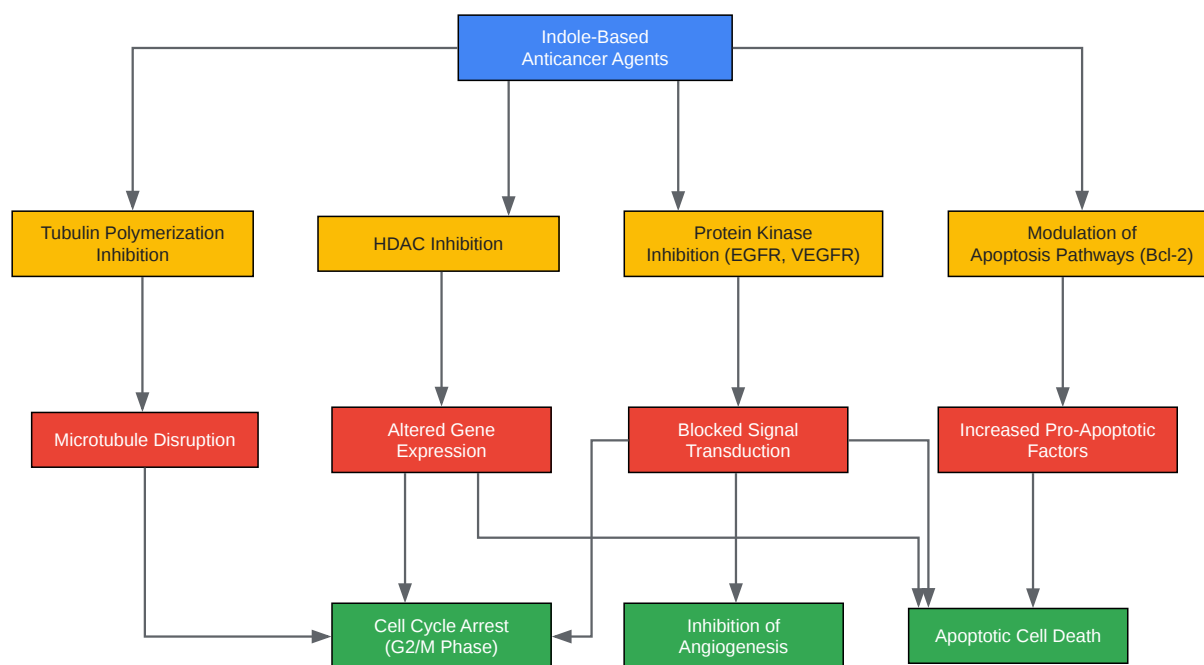 Indole-Based
Anticancer Agents
Tubulin Polymerization
Inhibition
HDAC Inhibition
Protein Kinase
Inhibition (EGFR, VEGFR)
Modulation of
Apoptosis Pathways (Bcl-2)
Microtubule Disruption
Altered Gene
Expression
Blocked Signal
Transduction
Increased Pro-Apoptotic
Factors
Cell Cycle Arrest
(G2/M Phase)
Inhibition of
Angiogenesis
Apoptotic Cell Death